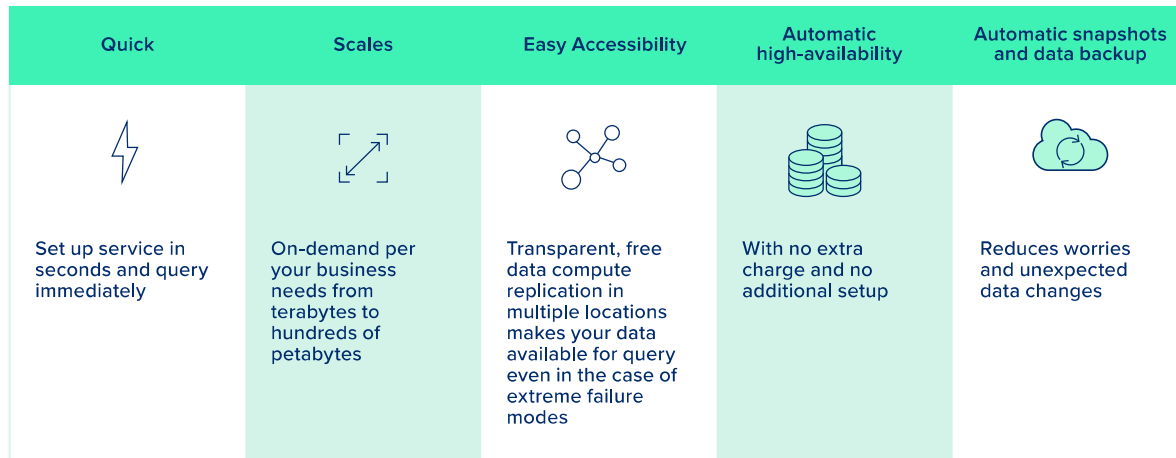 Quick
Scales
Easy Accessibility
Automatic
high-availability
Automatic snapshots
and data backup
Set up service in
seconds and query
immediately
On-demand per
your business
needs from
terabytes to
hundreds of
petabytes
Transparent, free
data compute
replication in
multiple locations
makes your data
available for query
even in the case of
extreme failure
modes
With no extra
charge and no
additional setup
Reduces worries
and unexpected
data changes